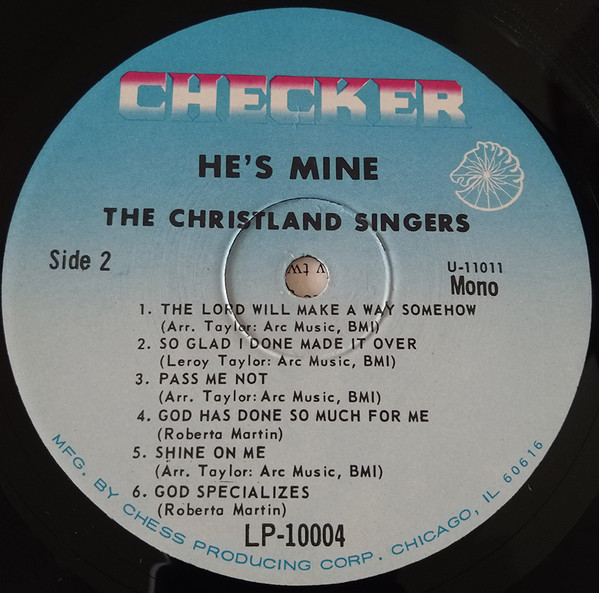 CHECKER
HE'S MINE
THE CHRISTLAND SINGERS
Side 2
U-11011
Mono
1. THE LORD WILL MAKE A WAY SOMEHOW
(Arr. Taylor: Arc Music, BMI)
2. SO GLAD I DONE MADE IT OVER
(Leroy Taylor: Arc Music, BMI)
3. PASS ME NOT
(Arr. Taylor: Arc Music, BMI)
4. GOD HAS DONE SO MUCH FOR ME
(Roberta Martin)
5. SHINE ON ME
(Arr. Taylor: Arc Music, BMI)
6. GOD SPECIALIZES
(Roberta Martin)
LP-10004
MFG. BY CHESS PRODUCING CORP. CHICAGO, IL 60616